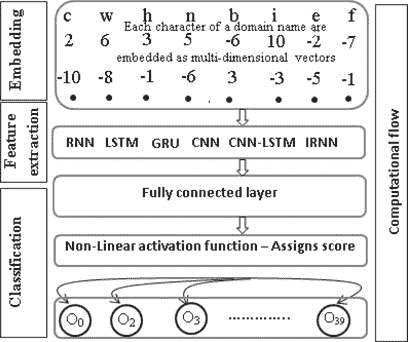 Embedding
c w h n b i e f
Each character of a domain name are
2 6 3 5 -6 10 -2 -7
embedded as multi-dimensional vectors
-10 -8 -1 -6 3 -3 -5 -1
Feature extraction
RNN LSTM GRU CNN CNN-LSTM IRNN
Classification
Fully connected layer
Non-Linear activation function – Assigns score
O0 O2 O3 .............. O39
Computational flow